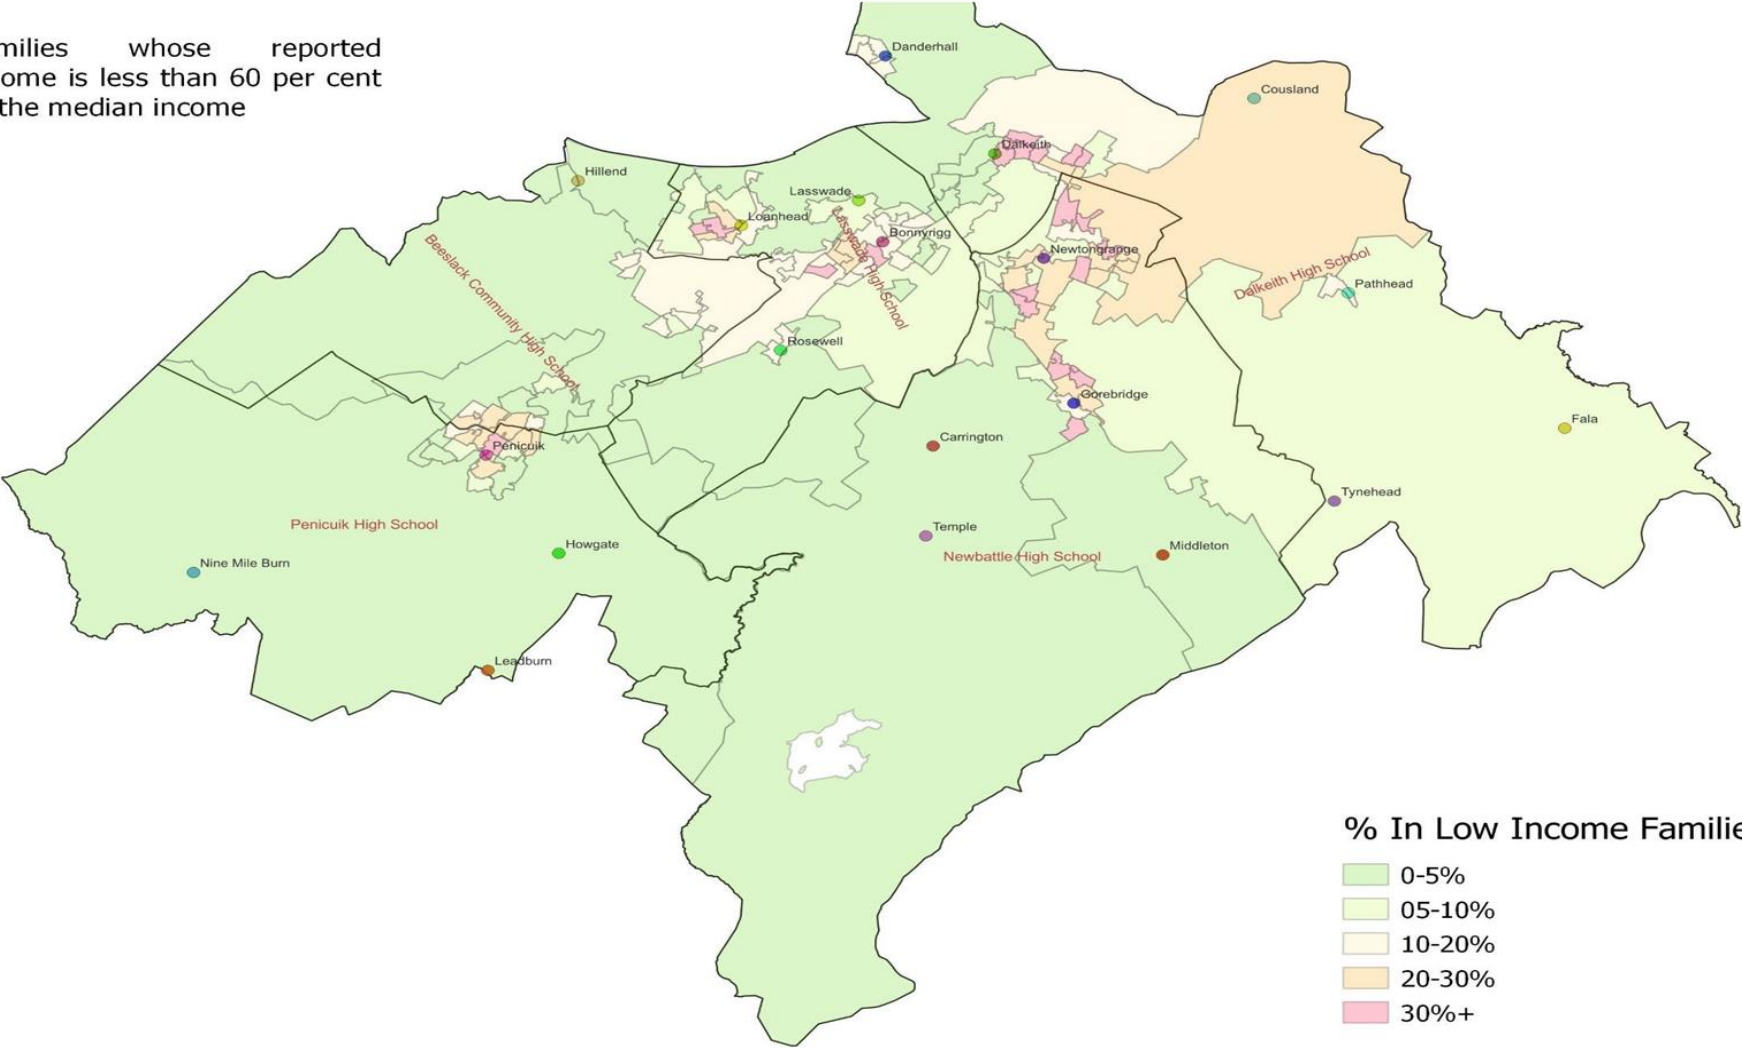 milies whose reported
ome is less than 60 per cent
the median income
Danderhall
Cousland
Dalkeith
Hillend
Lasswade
Loanhead
Bonnyrigg
Newtongrange
Beeslack Community High School
Lasswade High School
Dalkeith High School
Pathhead
Rosewell
Gorebridge
Fala
Carrington
Penicuik
Tynehead
Penicuik High School
Temple
Howgate
Middleton
Newbattle High School
Nine Mile Burn
Leadburn
% In Low Income Familie
0-5%
05-10%
10-20%
20-30%
30%+